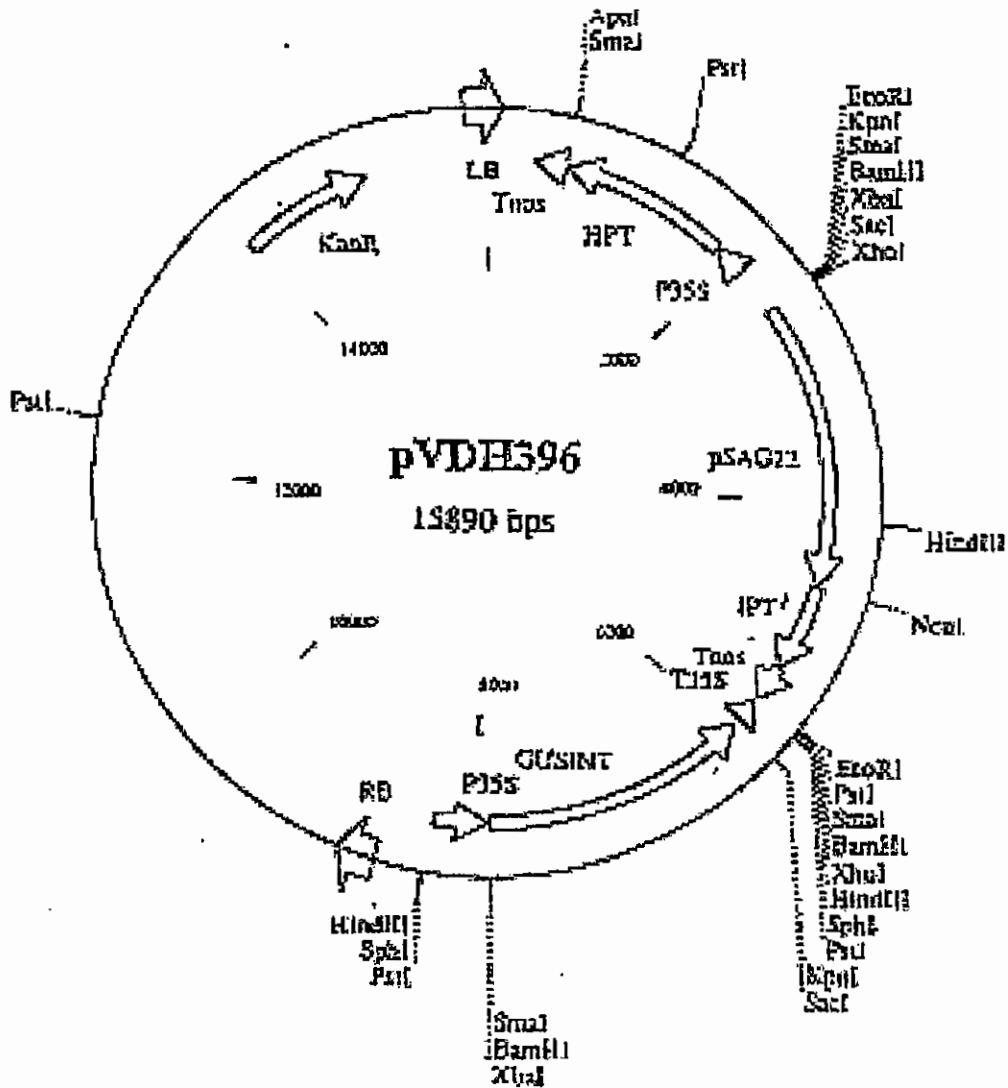 ApaI
SmaI
PstI
EcoRI
KpnI
SmaI
BamHI
XbaI
SacI
XhoI
LB
Tnos
HPT
P35S
KanR
14000
2000
PstI
pVDH396
15890 bps
pSAG12
12000
4000
HindIII
IPT
NcoI
10000
6000
Tnos
T35S
8000
GUSINT
P35S
RB
EcoRI
PstI
SmaI
BamHI
XbaI
HindIII
SphI
PstI
KpnI
SacI
HindIII
SphI
PstI
SmaI
BamHI
XbaI